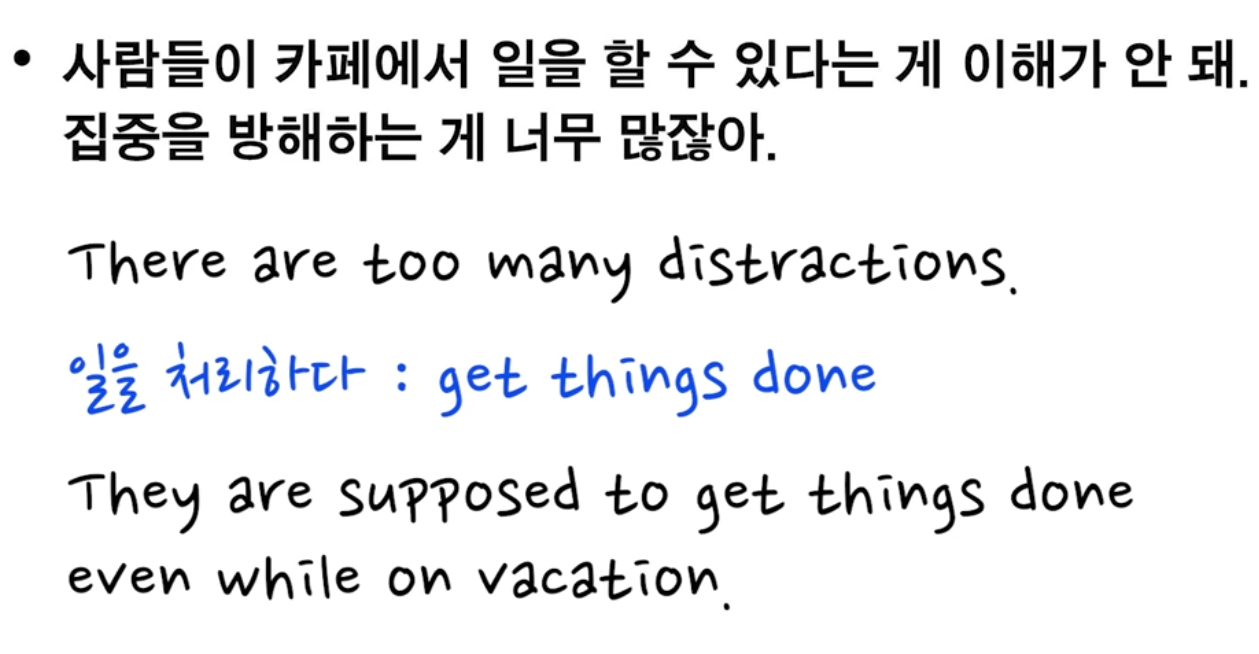 • 사람들이 카페에서 일을 할 수 있다는 게 이해가 안 돼.
집중을 방해하는 게 너무 많잖아.
There are too many distractions.
일을 처리하다 : get things done
They are supposed to get things done
even while on vacation.